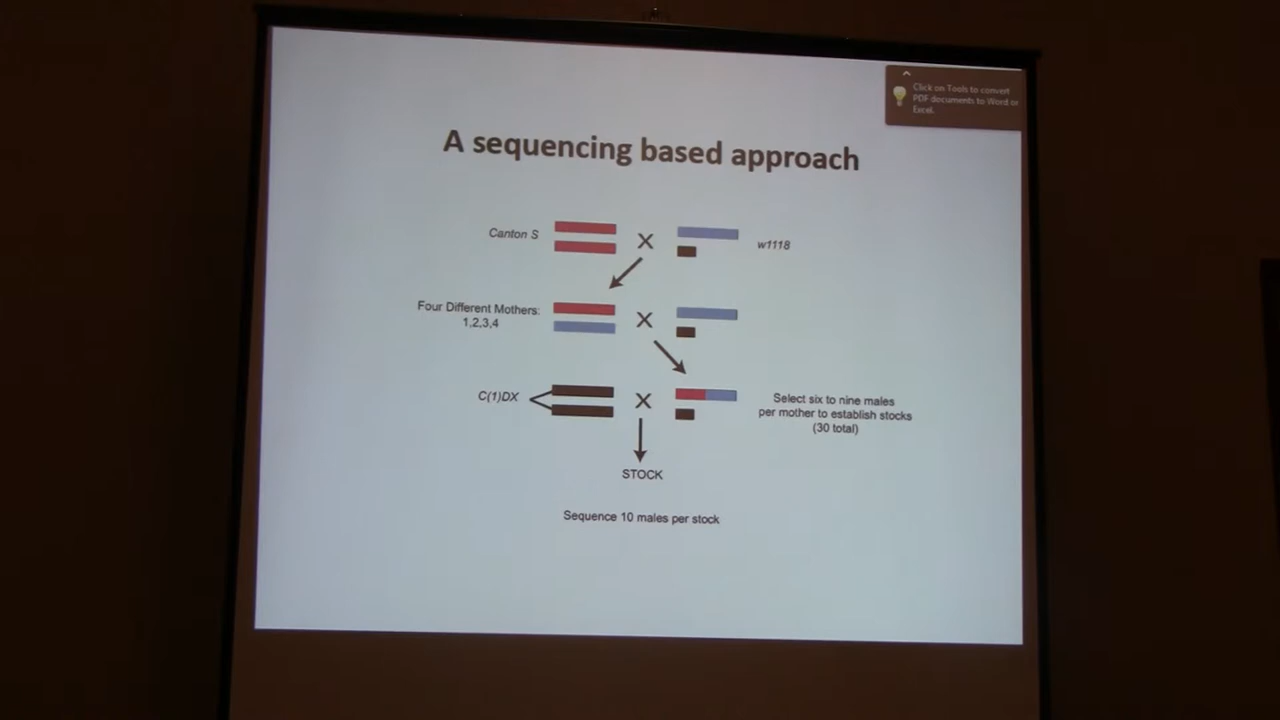 Click on Tools to convert
PDF documents to Word or
Excel.
A sequencing based approach
Canton S
X
w1118
Four Different Mothers:
1,2,3,4
X
C(1)DX
X
Select six to nine males
per mother to establish stocks
(30 total)
STOCK
Sequence 10 males per stock